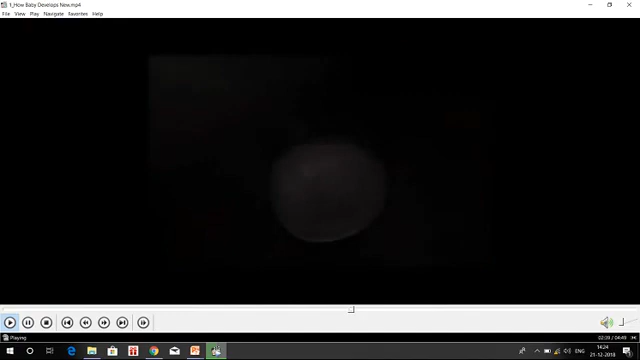 1_How Baby Develops New.mp4
File View Play Navigate Favorites Help
Playing
02:39 / 04:49
ENG
14:24
21-12-2018